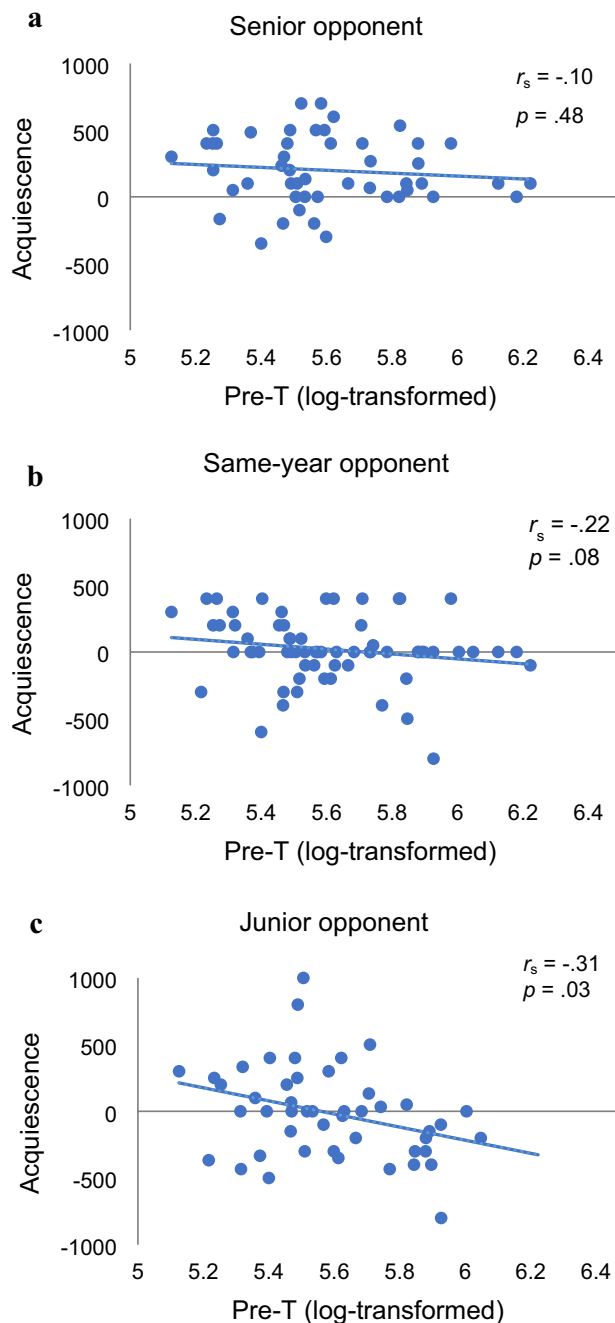 a
Senior opponent
rs = -.10
p = .48
1000
500
0
-500
-1000
Acquiescence
5 5.2 5.4 5.6 5.8 6 6.2 6.4
Pre-T (log-transformed)
b
Same-year opponent
rs = -.22
p = .08
1000
500
0
-500
-1000
Acquiescence
5 5.2 5.4 5.6 5.8 6 6.2 6.4
Pre-T (log-transformed)
c
Junior opponent
rs = -.31
p = .03
1000
500
0
-500
-1000
Acquiescence
5 5.2 5.4 5.6 5.8 6 6.2 6.4
Pre-T (log-transformed)